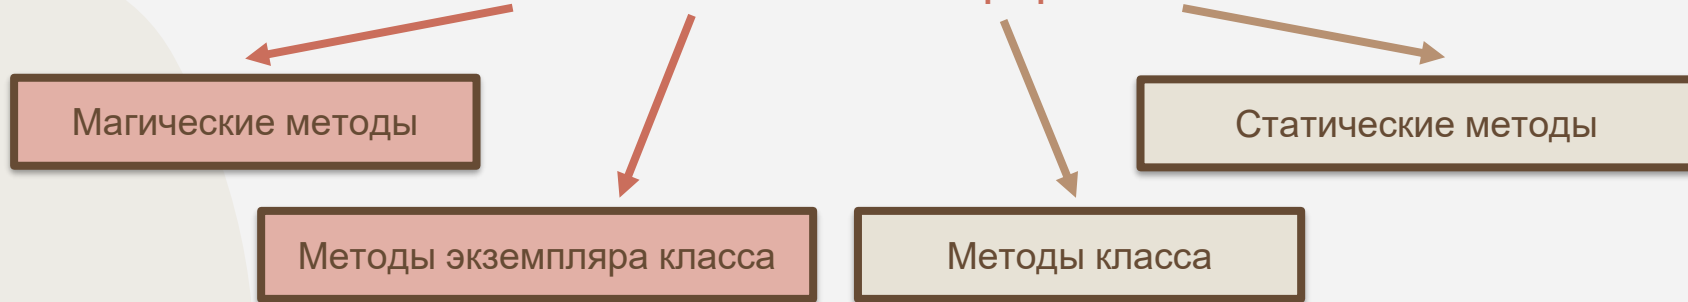 Магические методы
Статические методы
Методы экземпляра класса
Методы класса